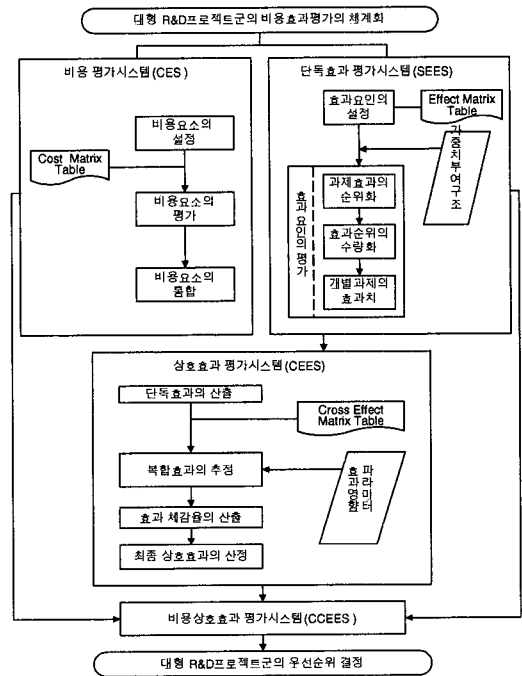 대형 R&D프로젝트군의 비용효과평가의 체계화
비용 평가시스템(CES)
비용요소의
설정
Cost Matrix
Table
비용요소의
평가
비용요소의
통합
단독효과 평가시스템(SEES)
효과요인의
설정
Effect Matrix
Table
가중치부여구조
효과요인의 평가
과제효과의
순위화
효과순위의
수량화
개별과제의
효과치
상호효과 평가시스템(CEES)
단독효과의 산출
Cross Effect
Matrix Table
복합효과의 추정
효과영향
파라마터
효과 체감율의 산출
최종 상호효과의 산정
비용상호효과 평가시스템(CCEES)
대형 R&D프로젝트군의 우선순위 결정